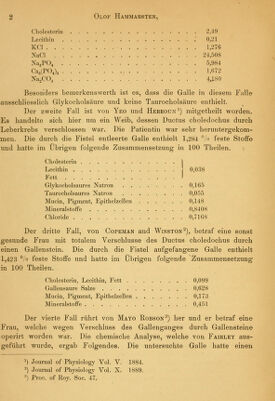 2 OLOF HAMMARSTEN,
Cholesterin . . . . . . . . . . . . 2,49
Lecithin . . . . . . . . . . . . 0,21
KCl . . . . . . . . . . . . 1,276
NaCl . . . . . . . . . . . . 24,508
Na₃PO₄ . . . . . . . . . . . . 5,984
Ca₃(PO₄)₂ . . . . . . . . . . . . 1,672
Na₂CO₃ . . . . . . . . . . . . 4,180
Besonders bemerkenswerth ist es, dass die Galle in diesem Falle
ausschliesslich Glykocholsäure und keine Taurocholsäure enthielt.
Der zweite Fall ist von YEO und HERROUN¹) mitgetheilt worden.
Es handelte sich hier um ein Weib, dessen Ductus choledochus durch
Leberkrebs verschlossen war. Die Patientin war sehr heruntergekom-
men. Die durch die Fistel entleerte Galle enthielt 1,284 °/o feste Stoffe
und hatte im Übrigen folgende Zusammensetzung in 100 Theilen.
Cholesterin . . . . . . . .
Lecithin . . . . . . . . 0,038
Fett . . . . . . . .
Glykocholsaures Natron . . . . . . . . 0,165
Taurocholsaures Natron . . . . . . . . 0,055
Mucin, Pigment, Epithelzellen . . . . . 0,148
Mineralstoffe . . . . . . . . 0,8408
Chloride . . . . . . . . 0,7168
Der dritte Fall, von COPEMAN und WINSTON²), betraf eine sonst
gesunde Frau mit totalem Verschlusse des Ductus choledochus durch
einen Gallenstein. Die durch die Fistel aufgefangene Galle enthielt
1,423 °/o feste Stoffe und hatte im Übrigen folgende Zusammensetzung
in 100 Theilen.
Cholesterin, Lecithin, Fett . . . . . . 0,099
Gallensaure Salze . . . . . . . . 0,628
Mucin, Pigment, Epithelzellen . . . . . 0,173
Mineralstoffe . . . . . . . . 0,451
Der vierte Fall rührt von MAYO ROBSON³) her und er betraf eine
Frau, welche wegen Verschluss des Gallenganges durch Gallensteine
operirt worden war. Die chemische Analyse, welche von FAIRLEY aus-
geführt wurde, ergab Folgendes. Die untersuchte Galle hatte einen
¹) Journal of Physiology Vol. V. 1884.
²) Journal of Physiology Vol. X. 1889.
³) Proc. of Roy. Soc. 47.